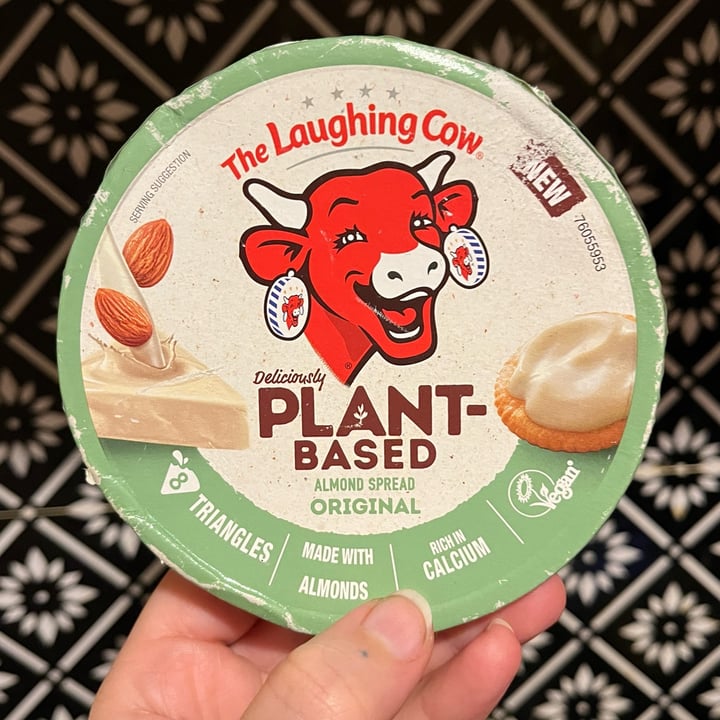 The Laughing Cow®
SERVING SUGGESTION
NEW
76055953
®
Deliciously
PLANT-
BASED
ALMOND SPREAD
ORIGINAL
8
TRIANGLES
MADE WITH
ALMONDS
RICH IN
CALCIUM
Vegan